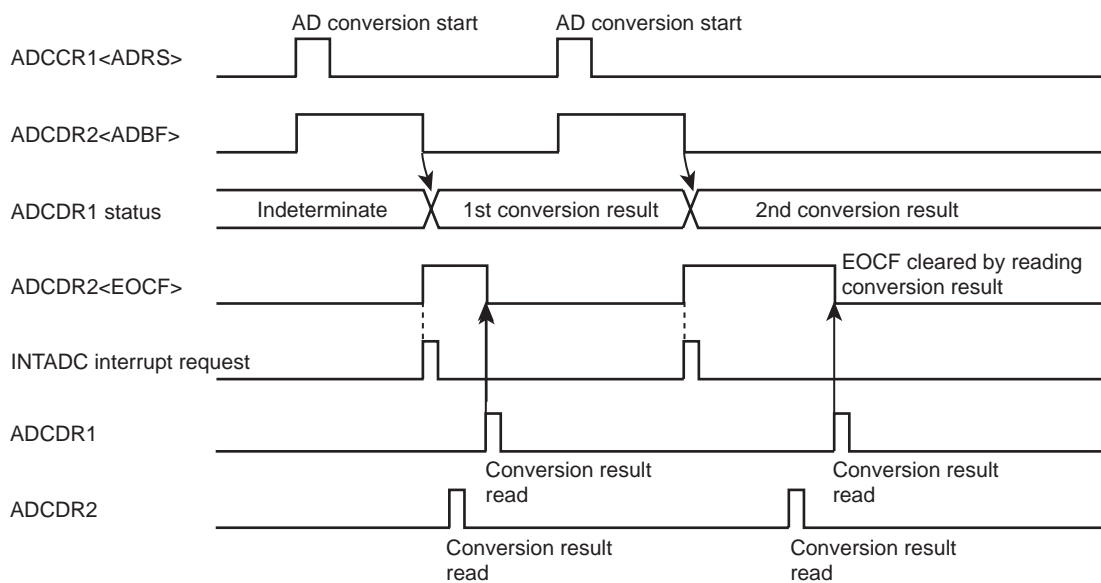 AD conversion start
AD conversion start
ADCCR1<ADRS>
ADCDR2<ADBF>
ADCDR1 status
Indeterminate
1st conversion result
2nd conversion result
ADCDR2<EOCF>
EOCF cleared by reading
conversion result
INTADC interrupt request
ADCDR1
Conversion result
read
Conversion result
read
ADCDR2
Conversion result
read
Conversion result
read